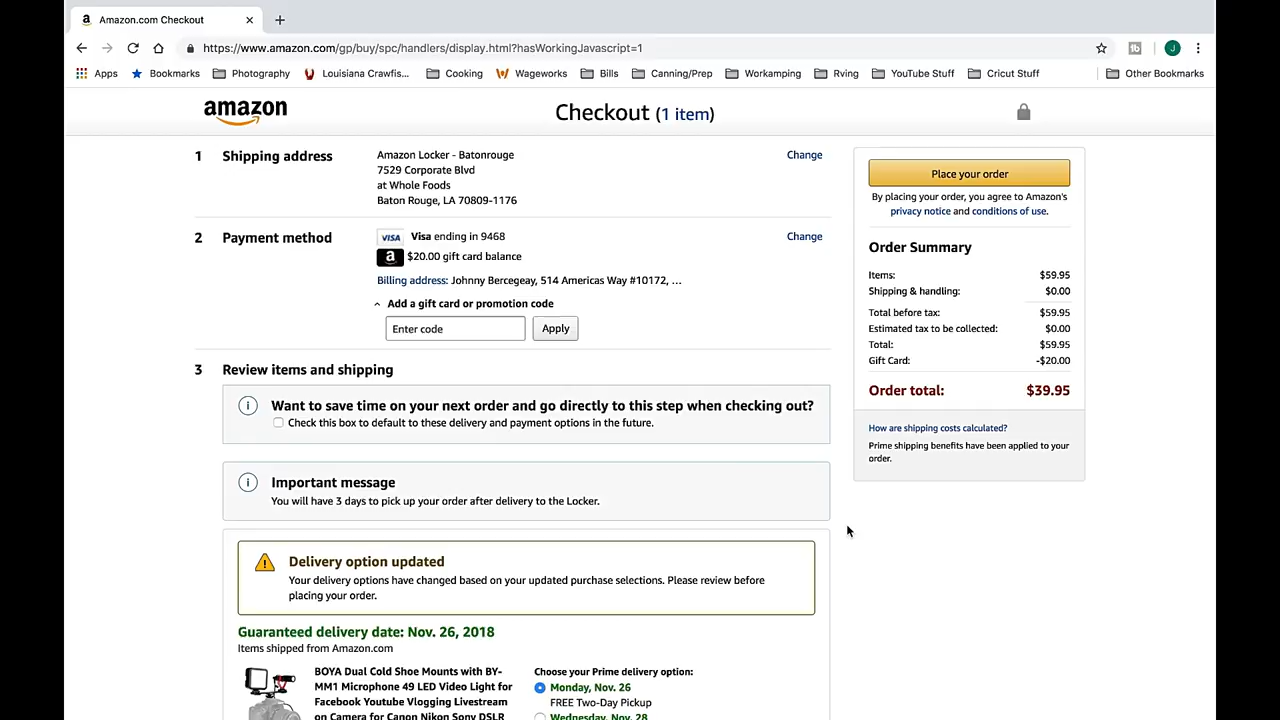 Amazon.com Checkout
https://www.amazon.com/gp/buy/spc/handlers/display.html?hasWorkingJavascript=1
Apps Bookmarks Photography Louisiana Crawfis... Cooking Wageworks Bills Canning/Prep Workamping Rving YouTube Stuff Cricut Stuff Other Bookmarks
amazon
Checkout (1 item)
1 Shipping address
Amazon Locker - Batonrouge
7529 Corporate Blvd
at Whole Foods
Baton Rouge, LA 70809-1176
Change
2 Payment method
VISA Visa ending in 9468
a $20.00 gift card balance
Billing address: Johnny Bercegeay, 514 Americas Way #10172, ...
Change
Add a gift card or promotion code
Enter code Apply
3 Review items and shipping
Want to save time on your next order and go directly to this step when checking out?
Check this box to default to these delivery and payment options in the future.
Important message
You will have 3 days to pick up your order after delivery to the Locker.
Delivery option updated
Your delivery options have changed based on your updated purchase selections. Please review before
placing your order.
Guaranteed delivery date: Nov. 26, 2018
Items shipped from Amazon.com
BOYA Dual Cold Shoe Mounts with BY-
MM1 Microphone 49 LED Video Light for
Facebook Youtube Vlogging Livestream
on Camera for Canon Nikon Sony DSLR
Choose your Prime delivery option:
Monday, Nov. 26
FREE Two-Day Pickup
Wednesday, Nov. 28
Place your order
By placing your order, you agree to Amazon's
privacy notice and conditions of use.
Order Summary
Items: $59.95
Shipping & handling: $0.00
Total before tax: $59.95
Estimated tax to be collected: $0.00
Total: $59.95
Gift Card: -$20.00
Order total: $39.95
How are shipping costs calculated?
Prime shipping benefits have been applied to your
order.